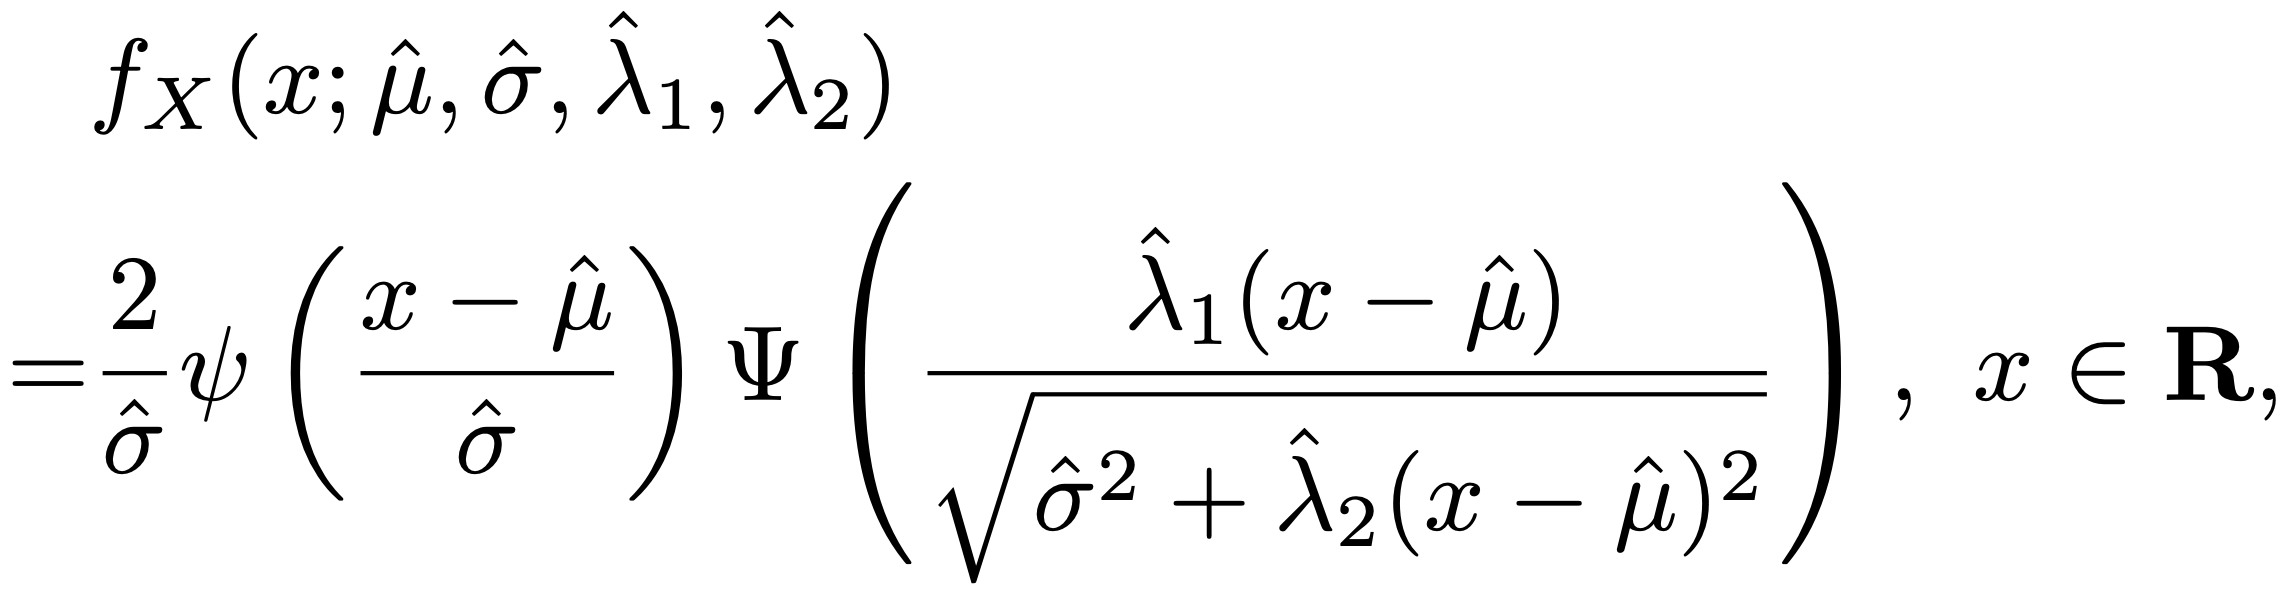 f_X(x; \hat{\mu}, \hat{\sigma}, \hat{\lambda}_1, \hat{\lambda}_2)
= \frac{2}{\hat{\sigma}} \psi \left( \frac{x - \hat{\mu}}{\hat{\sigma}} \right) \Psi \left( \frac{\hat{\lambda}_1 (x - \hat{\mu})}{\sqrt{\hat{\sigma}^2 + \hat{\lambda}_2 (x - \hat{\mu})^2}} \right), \ x \in \mathbf{R},